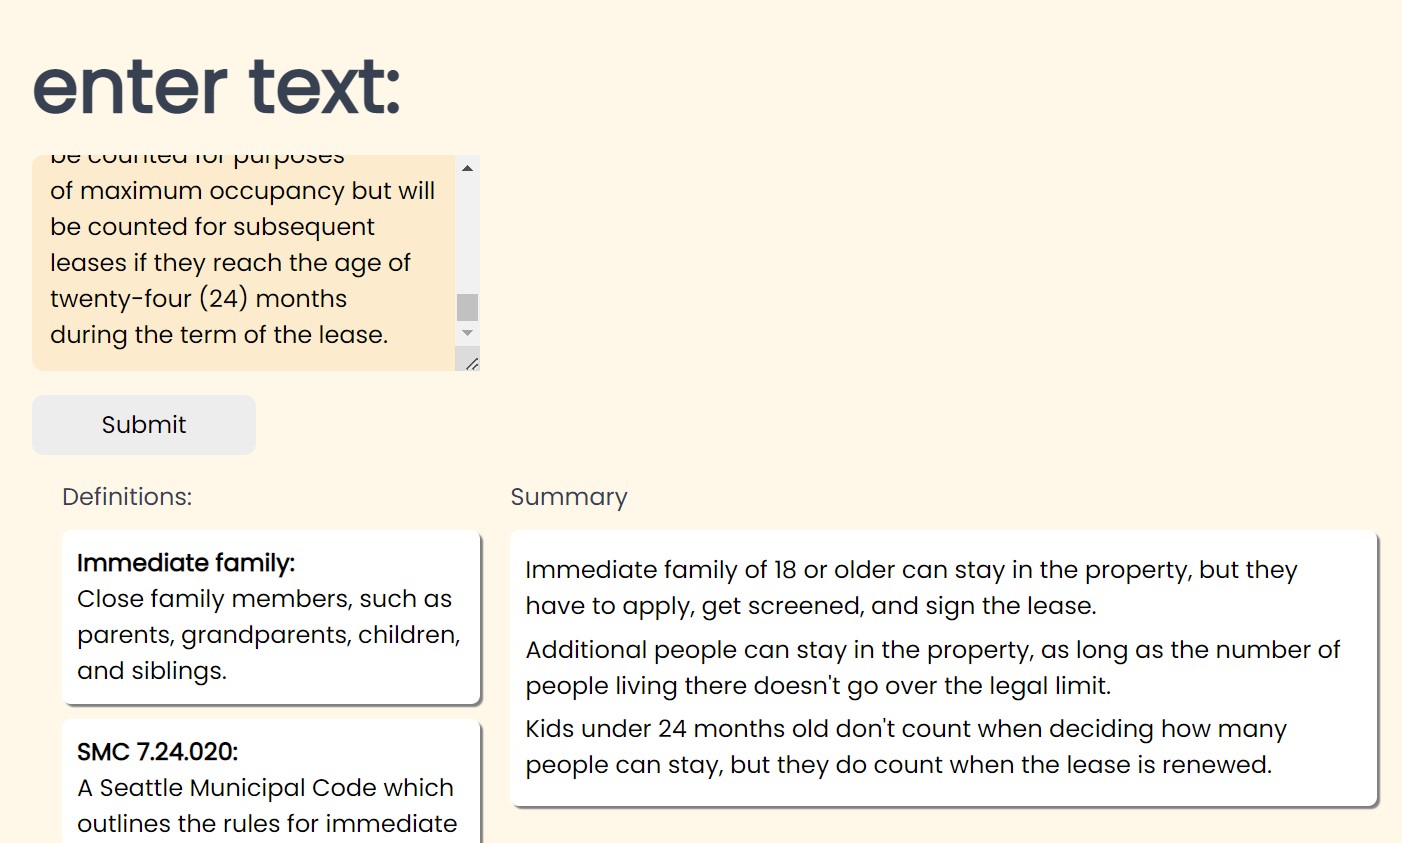 enter text:
be counted for purposes
of maximum occupancy but will
be counted for subsequent
leases if they reach the age of
twenty-four (24) months
during the term of the lease.
Submit
Definitions:
Immediate family:
Close family members, such as
parents, grandparents, children,
and siblings.
SMC 7.24.020:
A Seattle Municipal Code which
outlines the rules for immediate
Summary
Immediate family of 18 or older can stay in the property, but they
have to apply, get screened, and sign the lease.
Additional people can stay in the property, as long as the number of
people living there doesn't go over the legal limit.
Kids under 24 months old don't count when deciding how many
people can stay, but they do count when the lease is renewed.